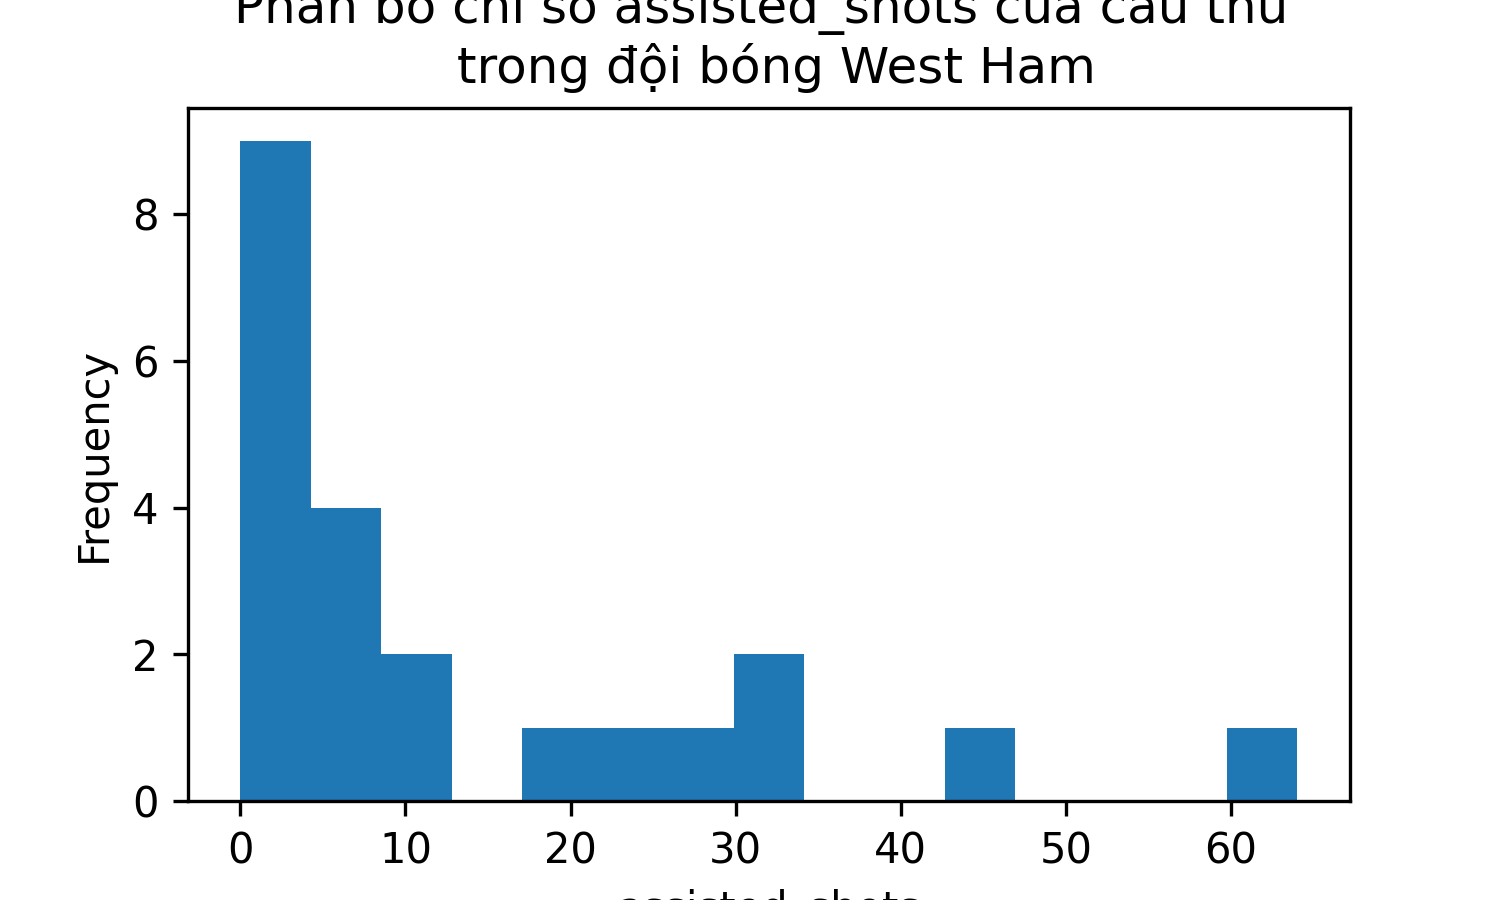 Phân bố chỉ số assisted_shots của cầu thủ
trong đội bóng West Ham
Frequency
8
6
4
2
0
0 10 20 30 40 50 60
assisted_shots